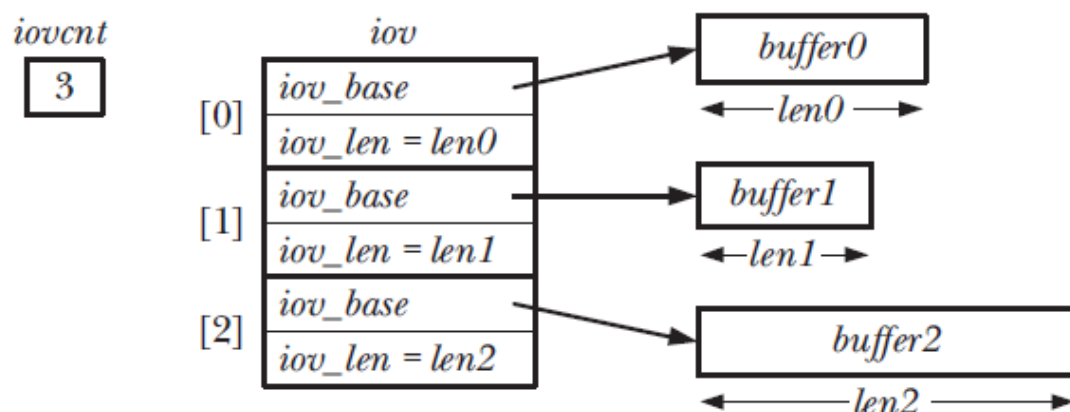 iovcnt
3
iov
[0]
iov_base
iov_len = len0
[1]
iov_base
iov_len = len1
[2]
iov_base
iov_len = len2
buffer0
len0
buffer1
len1
buffer2
len2